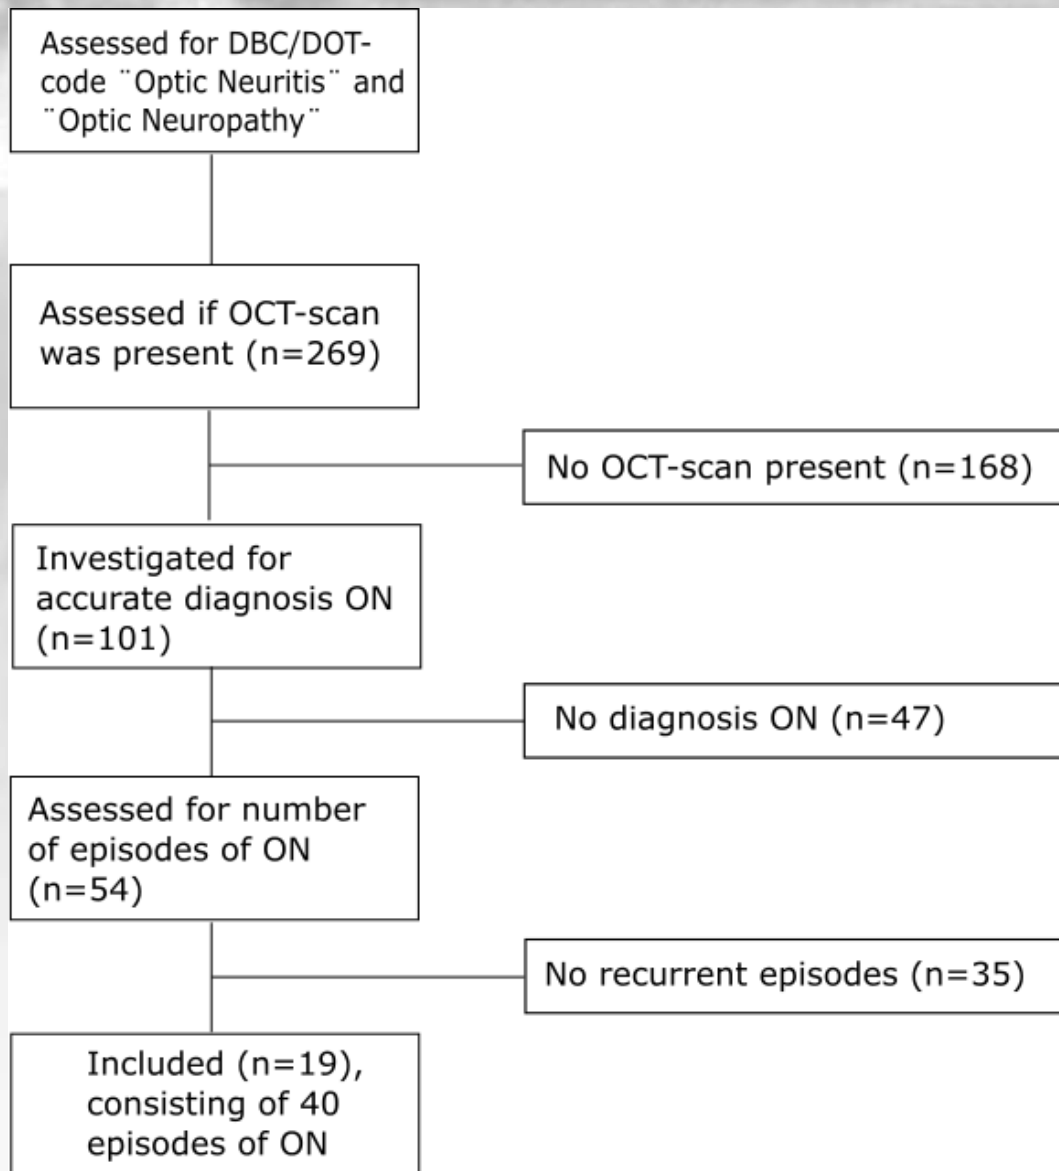 Assessed for DBC/DOT-
code ¨Optic Neuritis¨ and
¨Optic Neuropathy¨
Assessed if OCT-scan
was present (n=269)
No OCT-scan present (n=168)
Investigated for
accurate diagnosis ON
(n=101)
No diagnosis ON (n=47)
Assessed for number
of episodes of ON
(n=54)
No recurrent episodes (n=35)
Included (n=19),
consisting of 40
episodes of ON